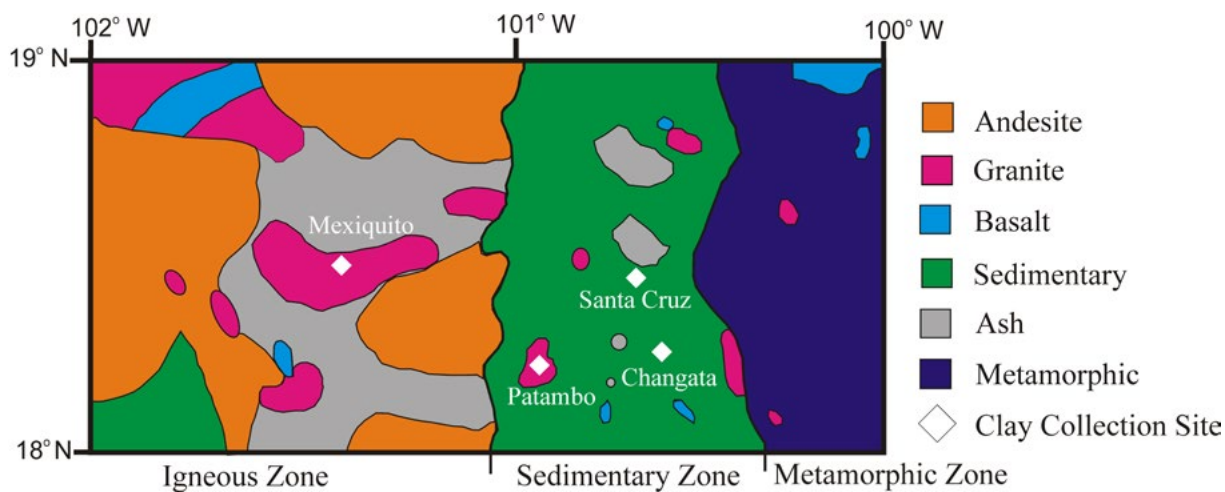 102° W
101° W
100° W
19° N
Andesite
Granite
Mexiquito
Basalt
Sedimentary
Santa Cruz
Ash
Changata
Patambo
Metamorphic
Clay Collection Site
18° N
Igneous Zone
Sedimentary Zone
Metamorphic Zone